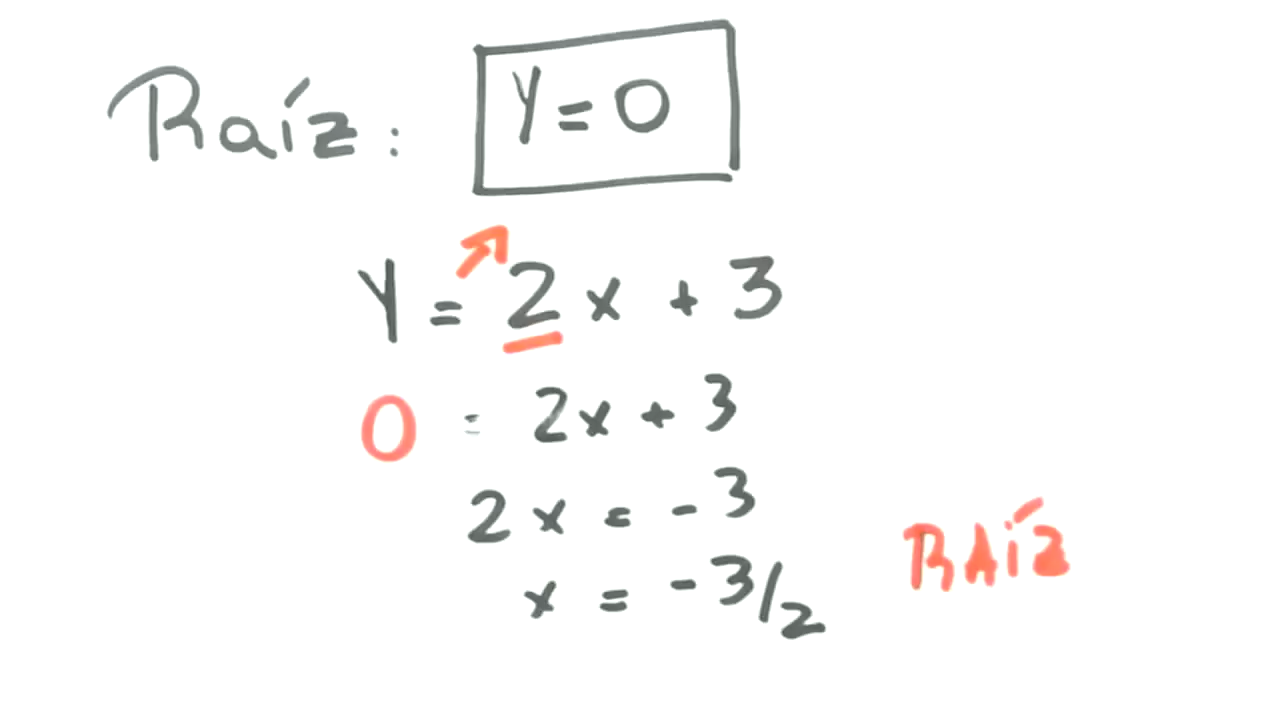 Raíz: Y = 0
Y = 2x + 3
0 = 2x + 3
2x = -3
x = -3/2 RAíz